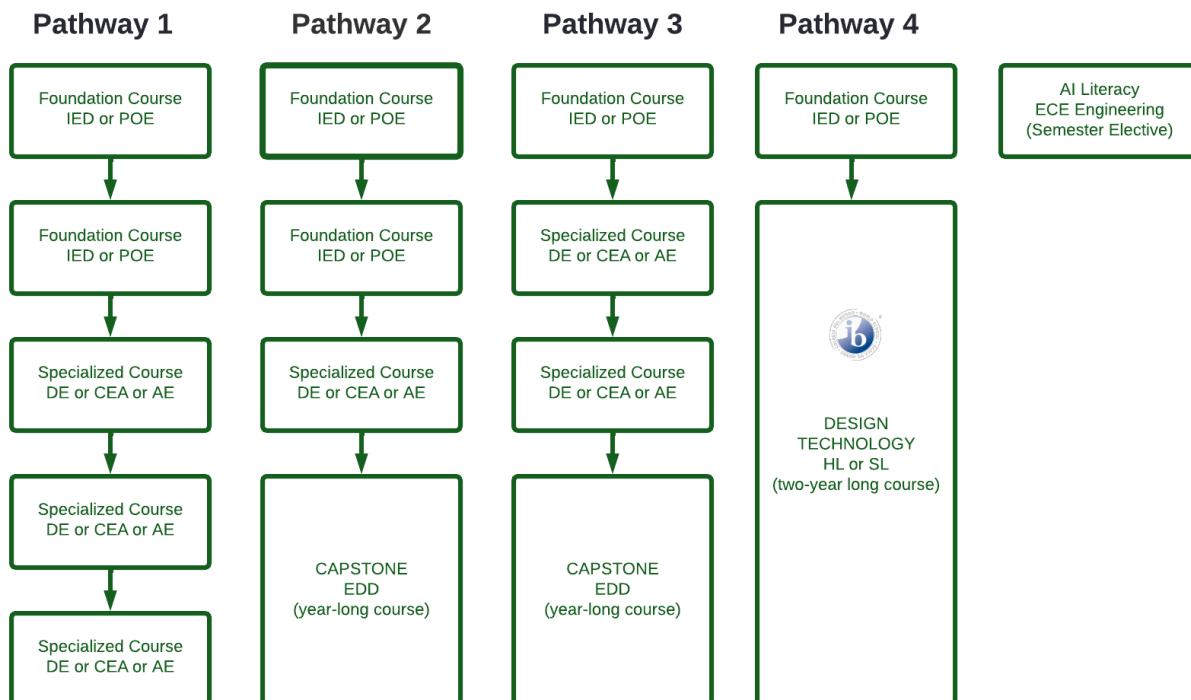 Pathway 1
Foundation Course
IED or POE
Foundation Course
IED or POE
Specialized Course
DE or CEA or AE
Specialized Course
DE or CEA or AE
Specialized Course
DE or CEA or AE
Pathway 2
Foundation Course
IED or POE
Foundation Course
IED or POE
Specialized Course
DE or CEA or AE
CAPSTONE
EDD
(year-long course)
Pathway 3
Foundation Course
IED or POE
Specialized Course
DE or CEA or AE
Specialized Course
DE or CEA or AE
CAPSTONE
EDD
(year-long course)
Pathway 4
Foundation Course
IED or POE
ib
DESIGN
TECHNOLOGY
HL or SL
(two-year long course)
AI Literacy
ECE Engineering
(Semester Elective)